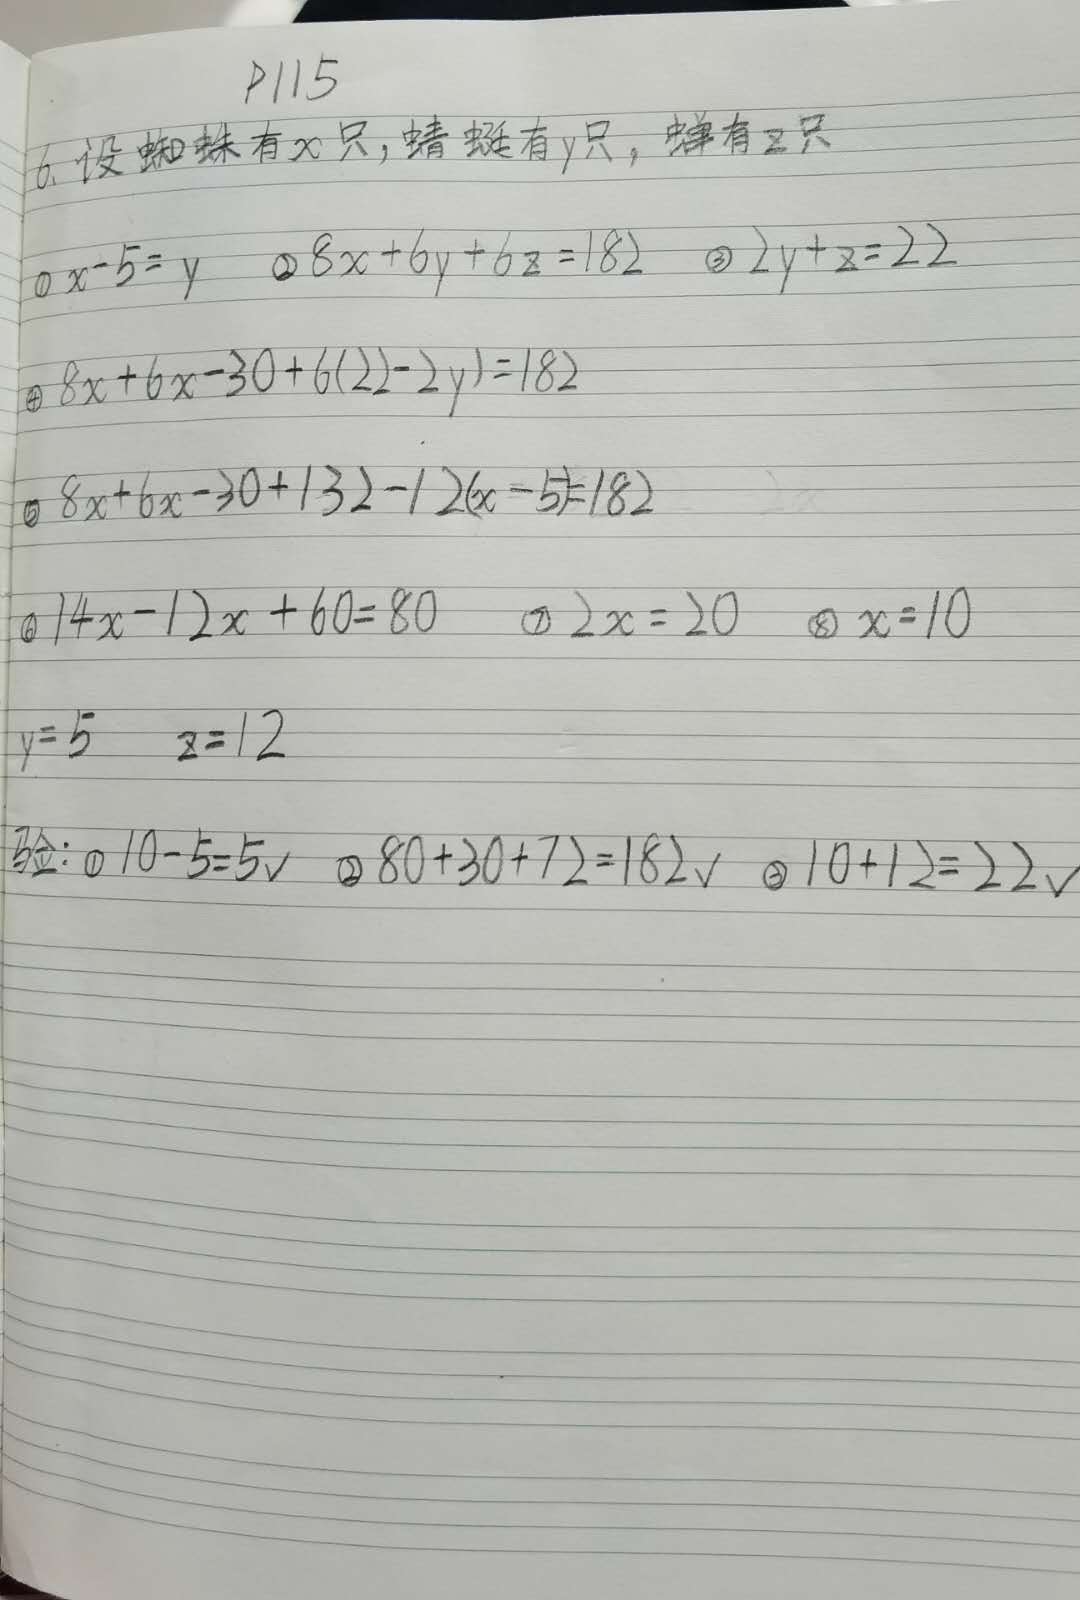 P115
6. 设蜘蛛有x只,蜻蜓有y只,蝉有z只
① x-5=y ② 8x+6y+6z=182 ③ 2y+z=22
④ 8x+6x-30+6(22-2y)=182
⑤ 8x+6x-30+132-12(x-5)=182
⑥ 14x-12x+60=80 ⑦ 2x=20 ⑧ x=10
y=5 z=12
验:① 10-5=5✓ ② 80+30+72=182✓ ③ 10+12=22✓